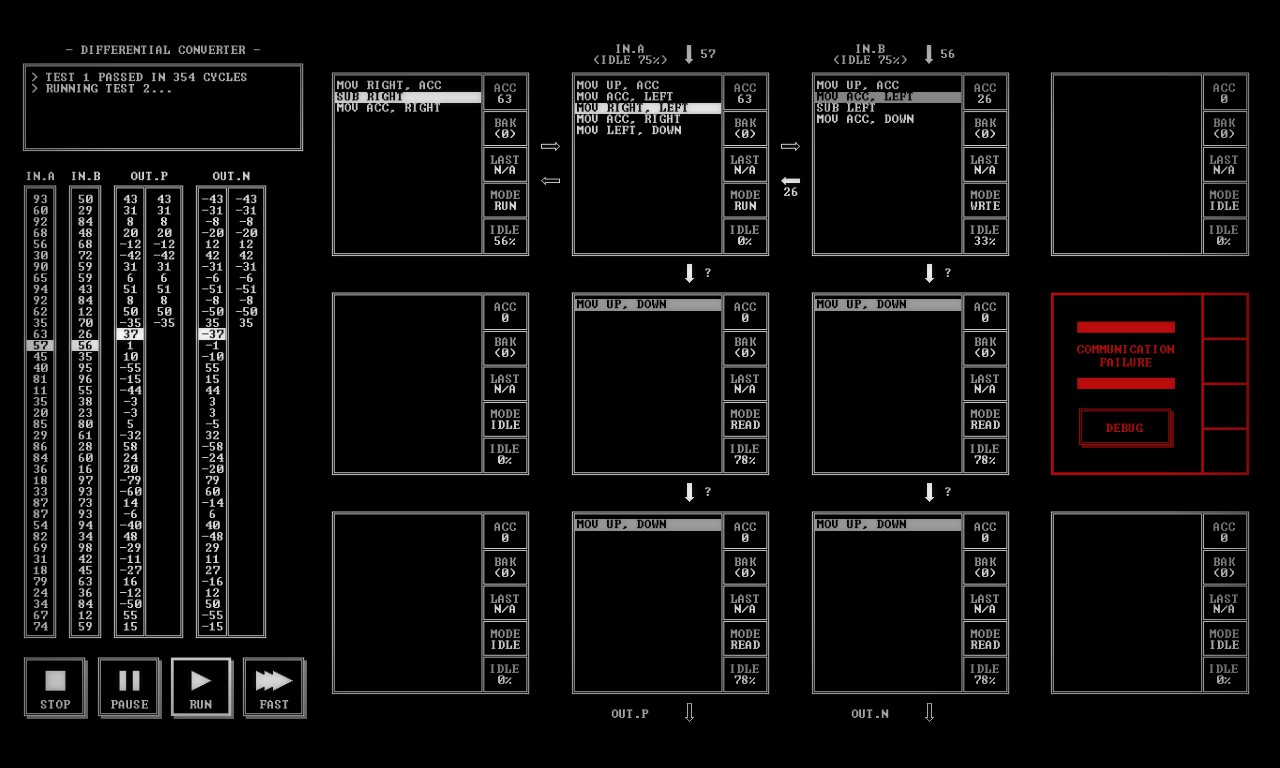 - DIFFERENTIAL CONVERTER -
> TEST 1 PASSED IN 354 CYCLES
> RUNNING TEST 2...
IN.A IN.B OUT.P OUT.N
93 50 43 43 -43 -43
60 29 31 31 -31 -31
92 84 8 8 -8 -8
68 48 20 20 -20 -20
56 68 -12 -12 12 12
30 72 -42 -42 42 42
90 59 31 31 -31 -31
65 59 6 6 -6 -6
94 43 51 51 -51 -51
92 84 8 8 -8 -8
62 12 50 50 -50 -50
35 70 -35 -35 35 35
63 26 37 -37
57 56 1 -1
45 35 10 -10
40 95 -55 55
81 96 -15 15
11 55 -44 44
35 38 -3 3
20 23 -3 3
85 80 5 -5
29 61 -32 32
86 28 58 -58
84 60 24 -24
36 16 20 -20
18 97 -79 79
33 93 -60 60
87 73 14 -14
87 93 -6 6
54 94 -40 40
82 34 48 -48
69 98 -29 29
31 42 -11 11
18 45 -27 27
79 63 16 -16
24 36 -12 12
34 84 -50 50
67 12 55 -55
74 59 15 -15
STOP
PAUSE
RUN
FAST
IN.A
(IDLE 75%)
57
IN.B
(IDLE 75%)
56
MOV RIGHT, ACC
SUB RIGHT
MOV ACC, RIGHT
ACC
63
BAK
(0)
LAST
N/A
MODE
RUN
IDLE
56%
MOV UP, ACC
MOV ACC, LEFT
MOV RIGHT, LEFT
MOV ACC, RIGHT
MOV LEFT, DOWN
ACC
63
BAK
(0)
LAST
N/A
MODE
RUN
IDLE
0%
26
MOV UP, ACC
MOV ACC, LEFT
SUB LEFT
MOV ACC, DOWN
ACC
26
BAK
(0)
LAST
N/A
MODE
WRTE
IDLE
33%
ACC
0
BAK
(0)
LAST
N/A
MODE
IDLE
IDLE
0%
?
?
ACC
0
BAK
(0)
LAST
N/A
MODE
IDLE
IDLE
0%
MOV UP, DOWN
ACC
0
BAK
(0)
LAST
N/A
MODE
READ
IDLE
78%
MOV UP, DOWN
ACC
0
BAK
(0)
LAST
N/A
MODE
READ
IDLE
78%
COMMUNICATION
FAILURE
DEBUG
?
?
ACC
0
BAK
(0)
LAST
N/A
MODE
IDLE
IDLE
0%
MOV UP, DOWN
ACC
0
BAK
(0)
LAST
N/A
MODE
READ
IDLE
78%
MOV UP, DOWN
ACC
0
BAK
(0)
LAST
N/A
MODE
READ
IDLE
78%
ACC
0
BAK
(0)
LAST
N/A
MODE
IDLE
IDLE
0%
OUT.P
OUT.N